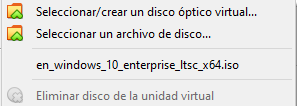 Seleccionar/crear un disco óptico virtual...
Seleccionar un archivo de disco...
en_windows_10_enterprise_ltsc_x64.iso
Eliminar disco de la unidad virtual